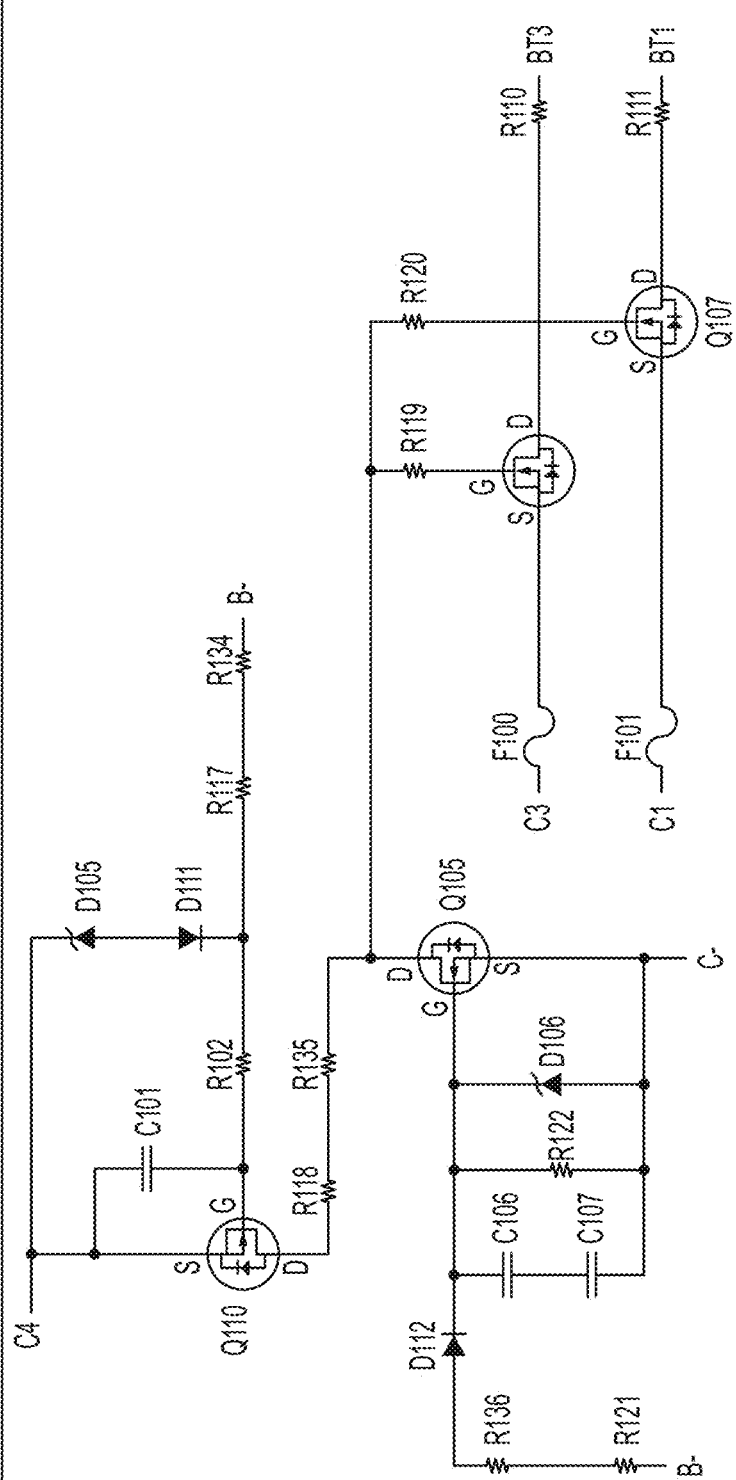 C4
Q110
S
G
D
C101
R102
D105
D111
R117
R134
B-
R118
R135
D
G
S
Q105
C-
D112
R136
R121
B-
C106
C107
R122
D106
R119
R120
G
S
D
G
S
D
Q107
C3
F100
R110
BT3
C1
F101
R111
BT1